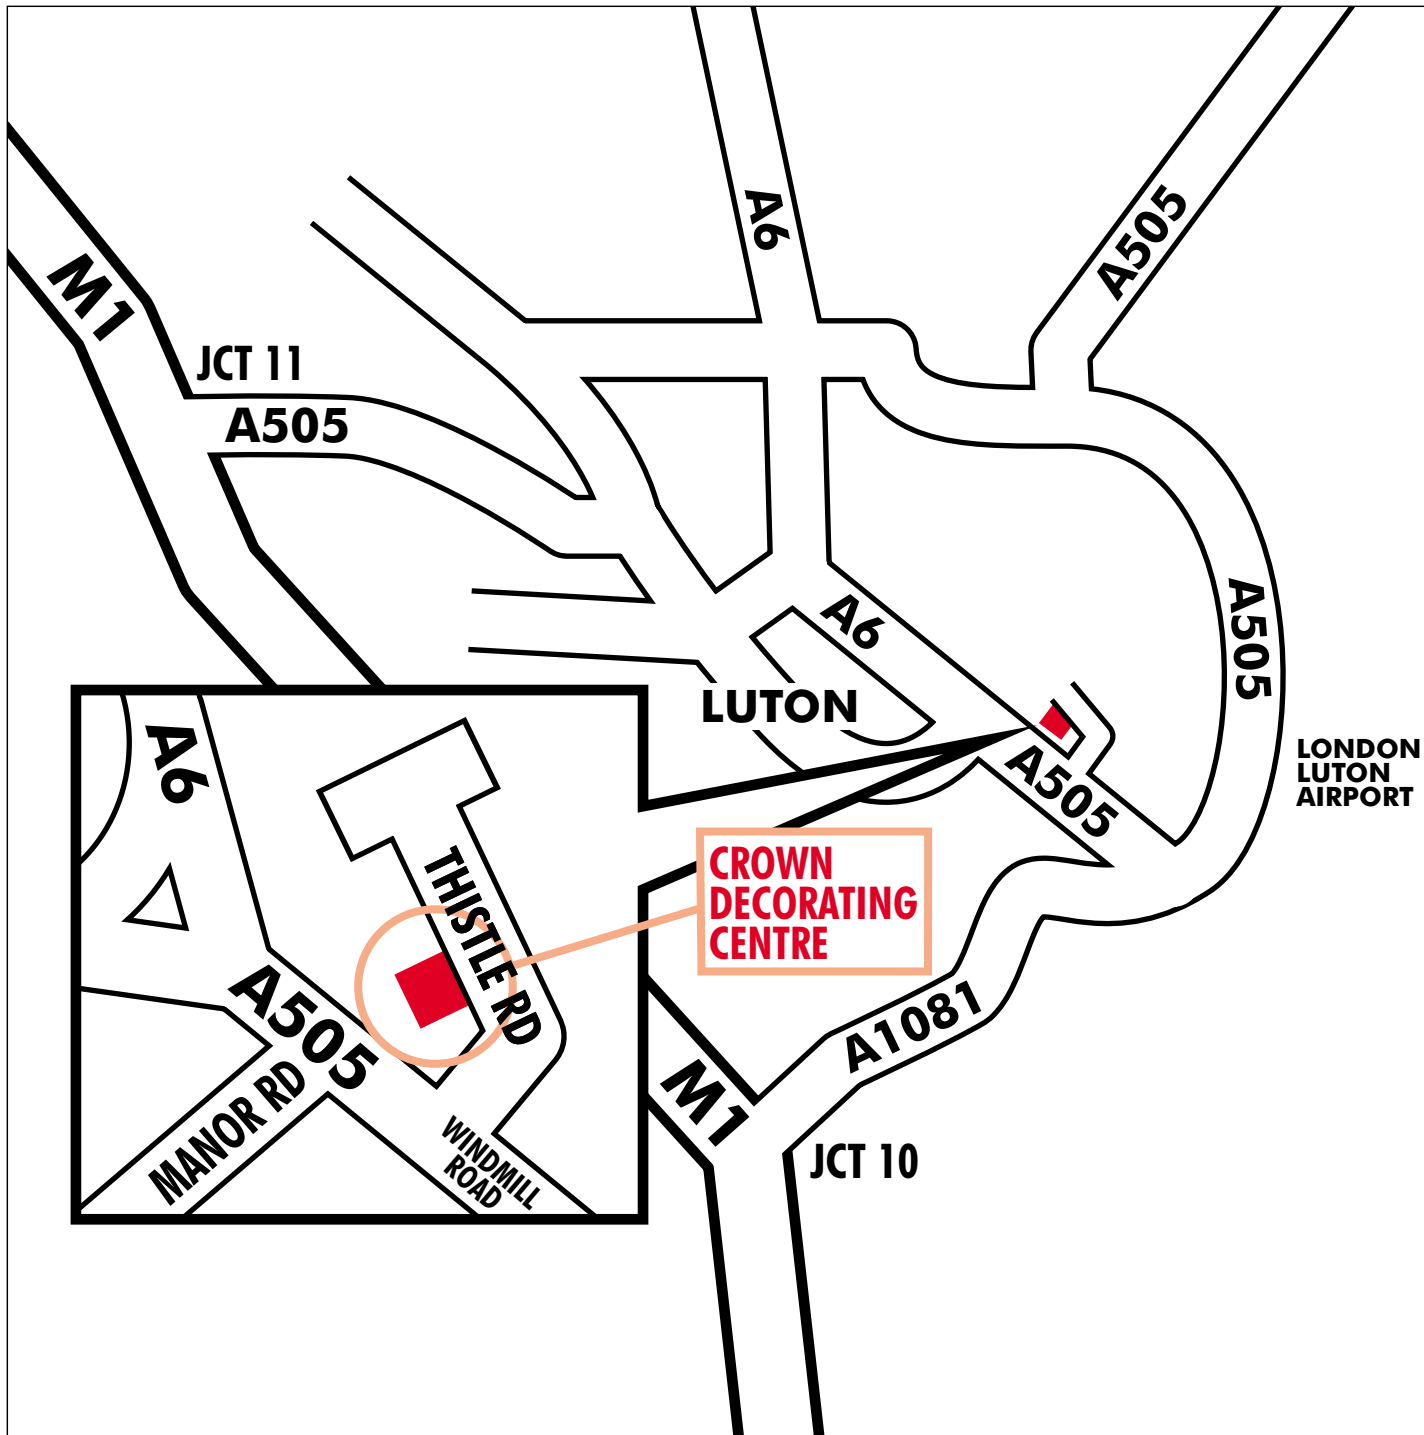 A6
A505
M1
JCT 11
A505
A6
A505
LUTON
LONDON
LUTON
AIRPORT
A505
A6
THISTLE RD
CROWN
DECORATING
CENTRE
A505
MANOR RD
WINDMILL
ROAD
A1081
M1
JCT 10